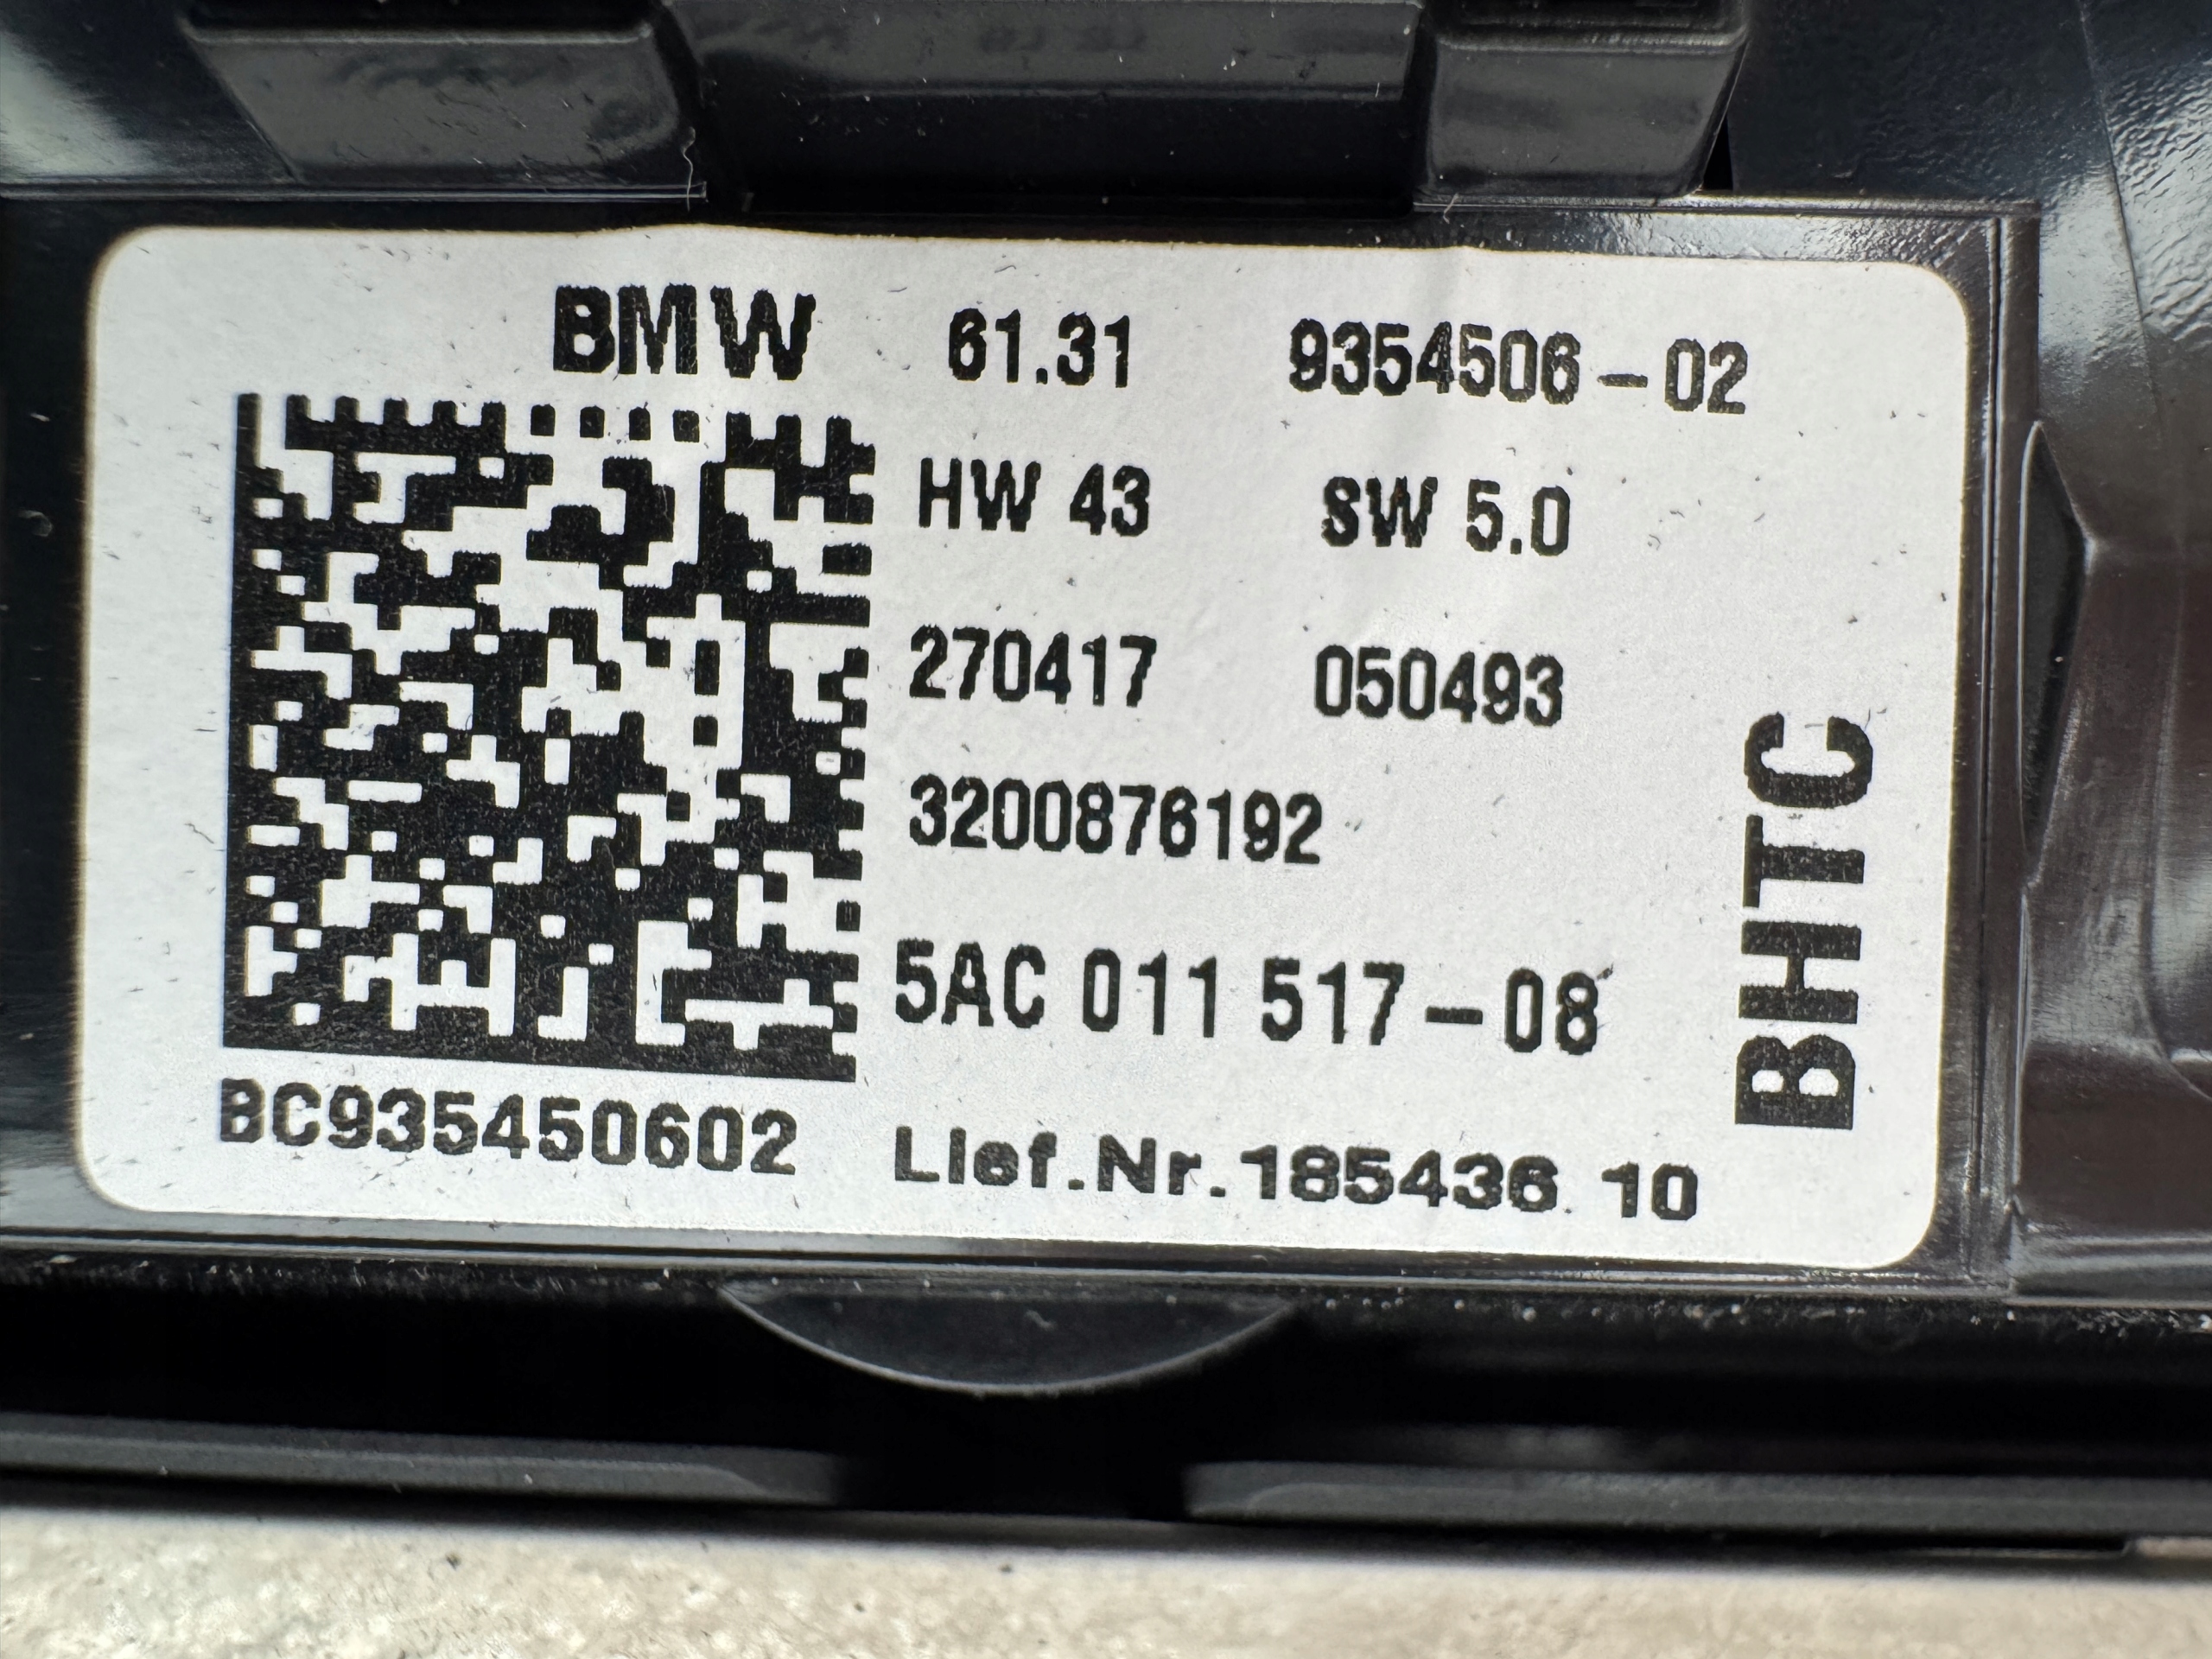 BMW 61.31 9354506-02
HW 43 SW 5.0
270417 050493
3200876192
5AC 011 517-08
BC935450602
Lief.Nr.185436 10
BHTC